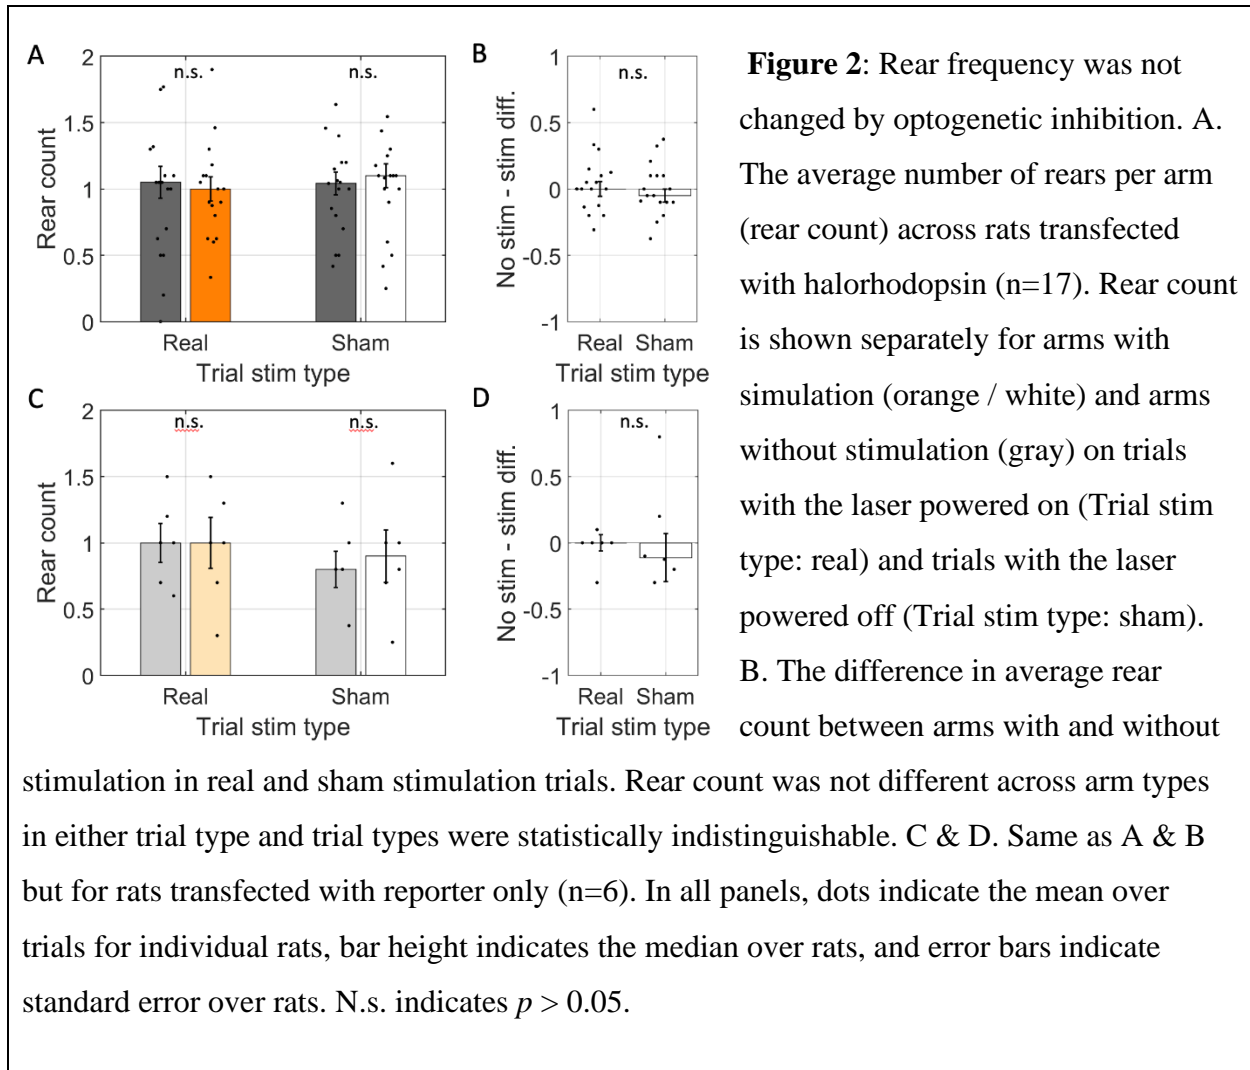 A
2
1.5
1
0.5
0
Rear count
n.s.
n.s.
Real
Sham
Trial stim type
B
1
0.5
0
-0.5
-1
No stim - stim diff.
n.s.
Real Sham
Trial stim type
C
2
1.5
1
0.5
0
Rear count
n.s.
n.s.
Real
Sham
Trial stim type
D
1
0.5
0
-0.5
-1
No stim - stim diff.
n.s.
Real Sham
Trial stim type
Figure 2: Rear frequency was not
changed by optogenetic inhibition. A.
The average number of rears per arm
(rear count) across rats transfected
with halorhodopsin (n=17). Rear count
is shown separately for arms with
simulation (orange / white) and arms
without stimulation (gray) on trials
with the laser powered on (Trial stim
type: real) and trials with the laser
powered off (Trial stim type: sham).
B. The difference in average rear
count between arms with and without
stimulation in real and sham stimulation trials. Rear count was not different across arm types
in either trial type and trial types were statistically indistinguishable. C & D. Same as A & B
but for rats transfected with reporter only (n=6). In all panels, dots indicate the mean over
trials for individual rats, bar height indicates the median over rats, and error bars indicate
standard error over rats. N.s. indicates p > 0.05.